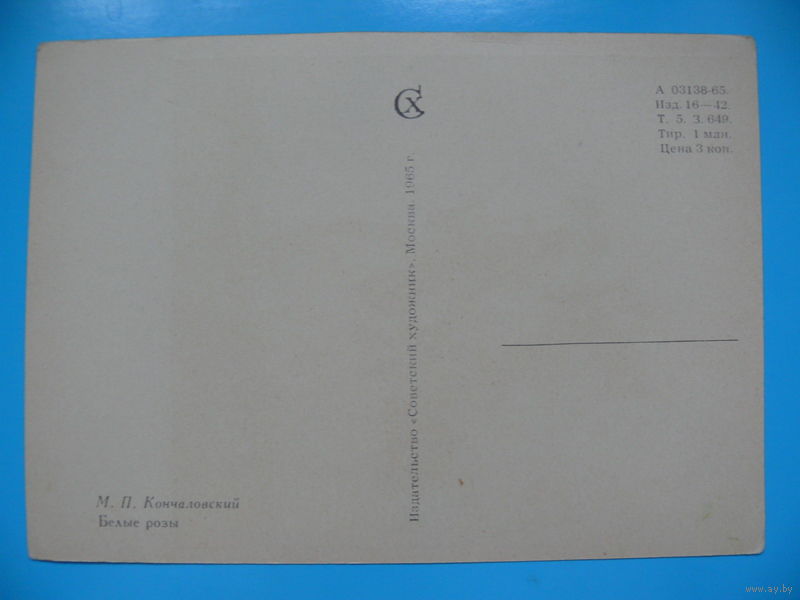 СХ
А 03138-65.
Изд. 16—42.
Т. 5. З. 649.
Тир. 1 млн.
Цена 3 коп.
Издательство «Советский художник». Москва. 1965 г.
М. П. Кончаловский
Белые розы
www.ay.by